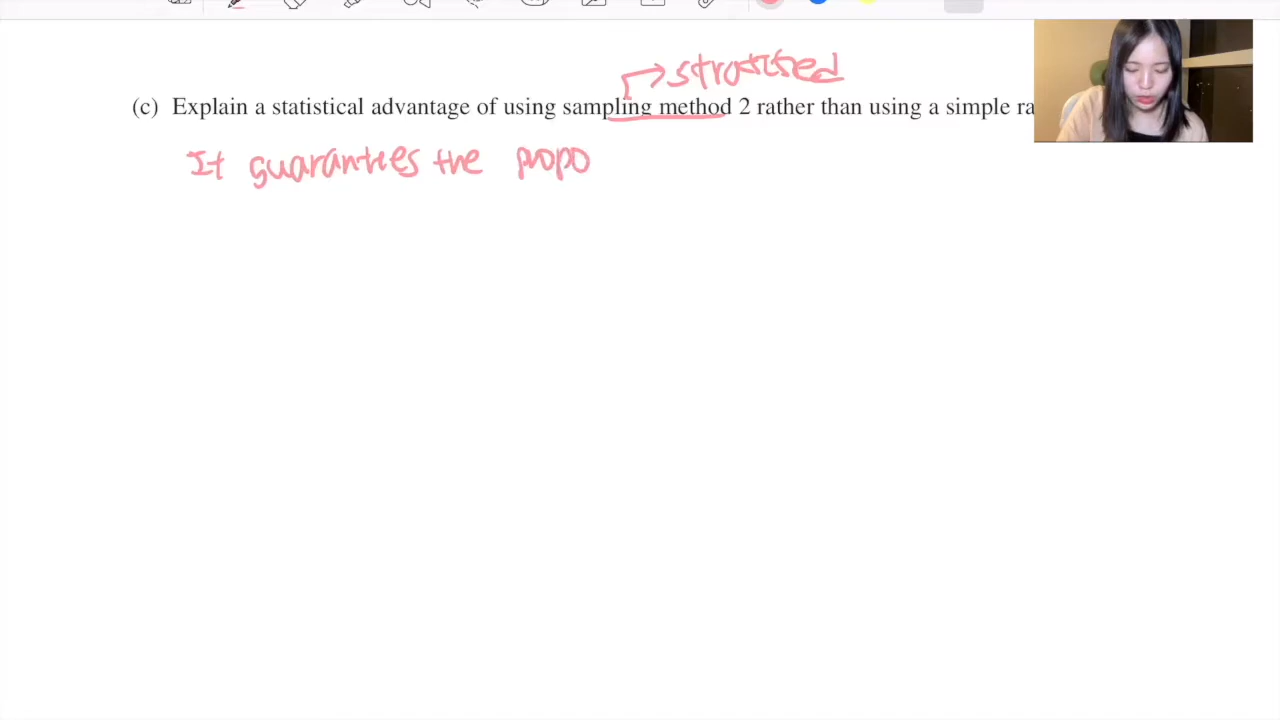 stratified
(c) Explain a statistical advantage of using sampling method 2 rather than using a simple ra
It guarantees the propo